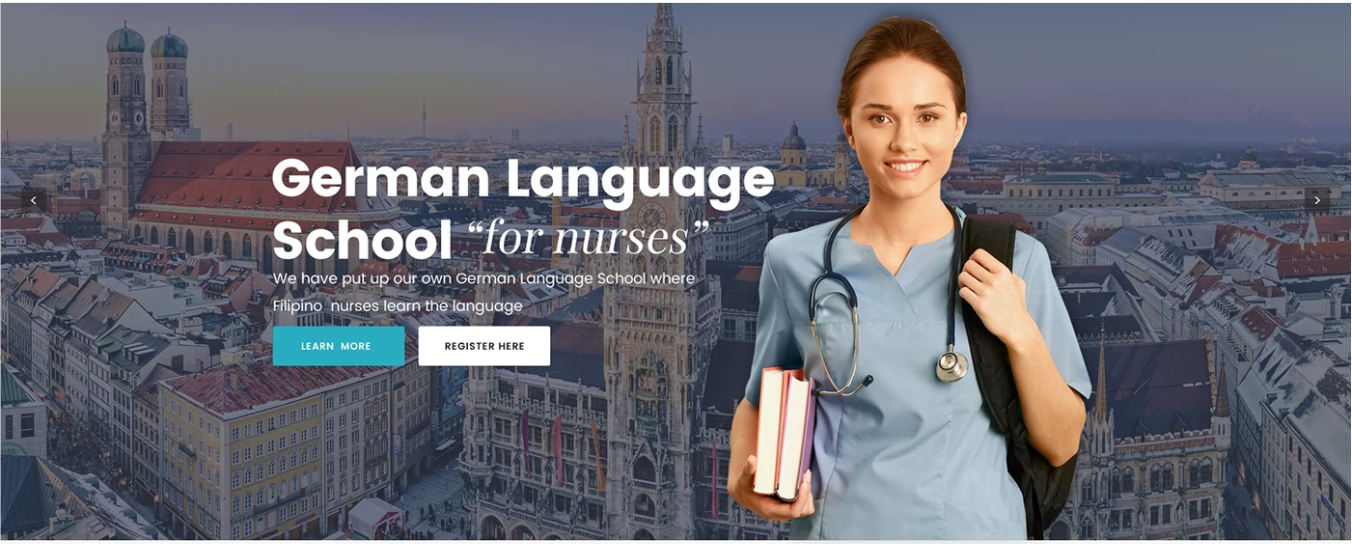 German Language
School “for nurses”
We have put up our own German Language School where
Filipino  nurses learn the language
LEARN  MORE
REGISTER HERE